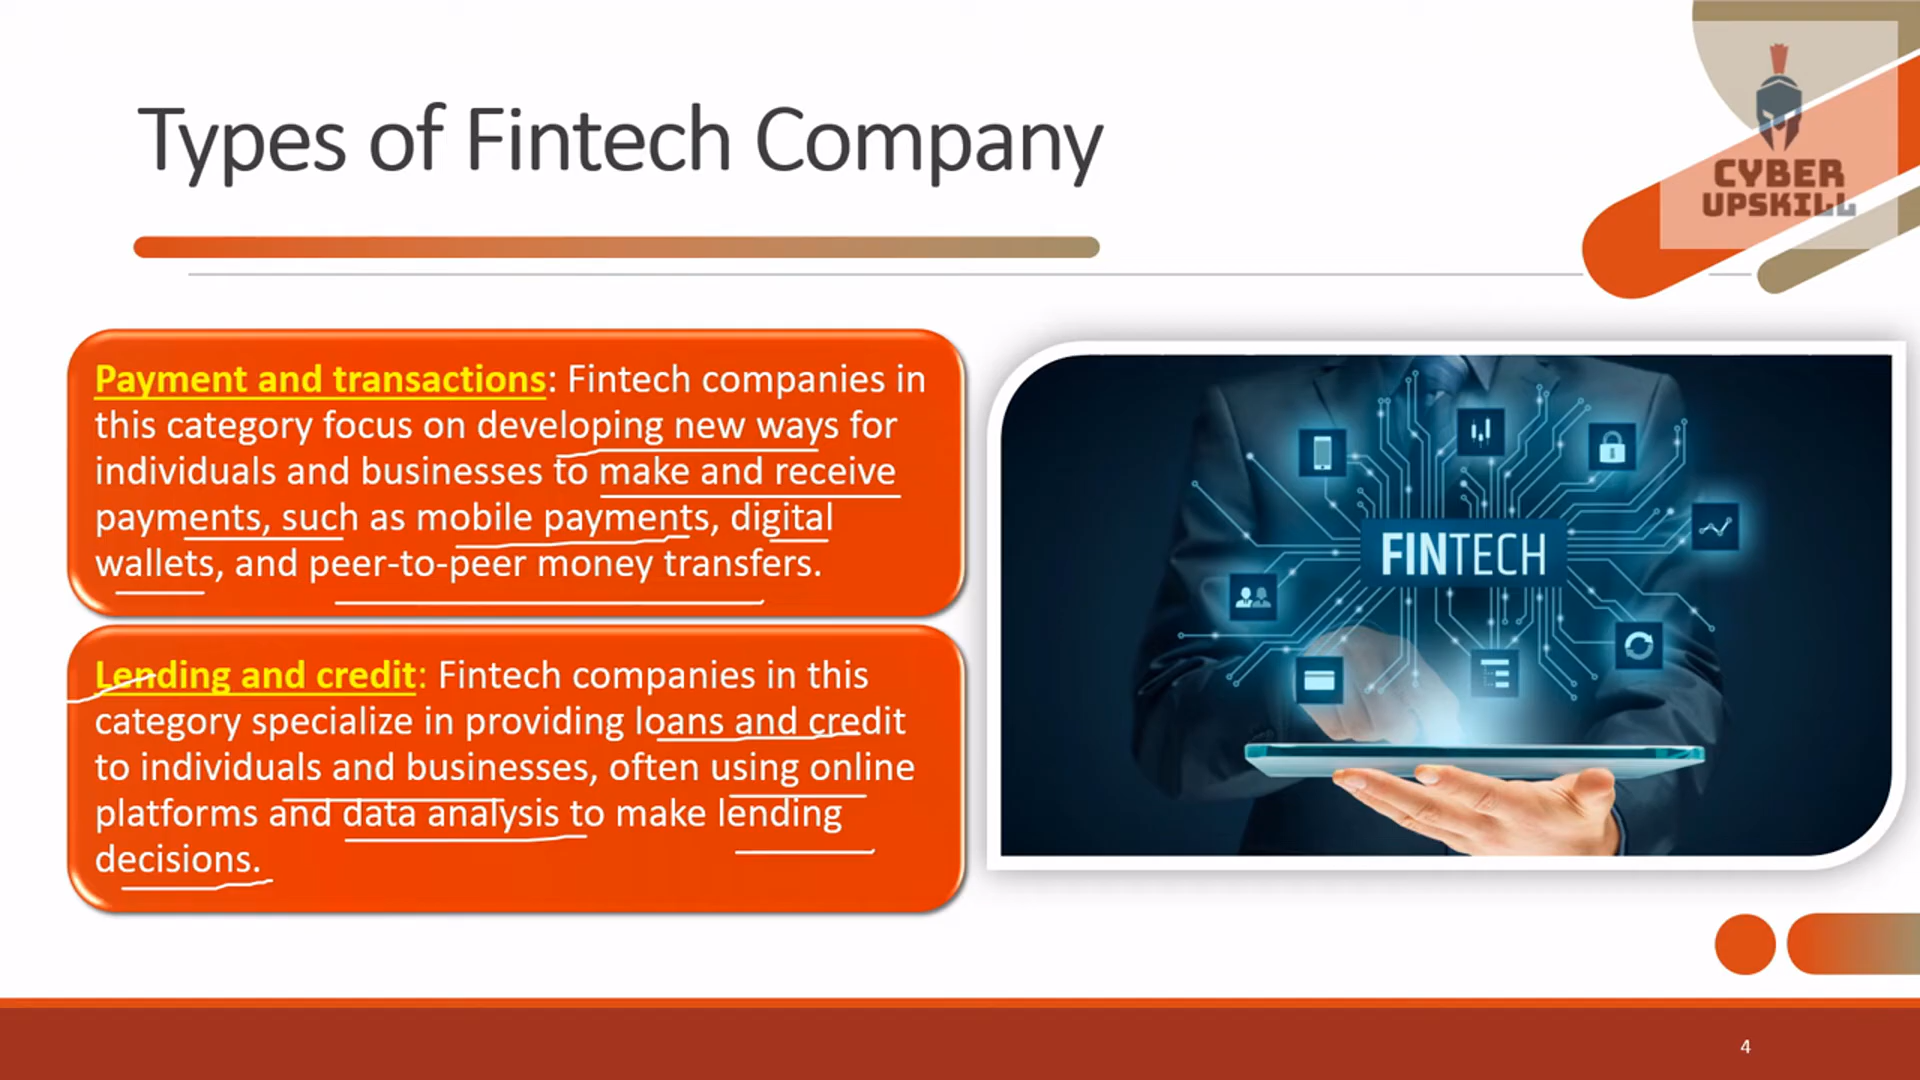 Types of Fintech Company
CYBER
UPSKILL
Payment and transactions: Fintech companies in
this category focus on developing new ways for
individuals and businesses to make and receive
payments, such as mobile payments, digital
wallets, and peer-to-peer money transfers.
Lending and credit: Fintech companies in this
category specialize in providing loans and credit
to individuals and businesses, often using online
platforms and data analysis to make lending
decisions.
FINTECH
4